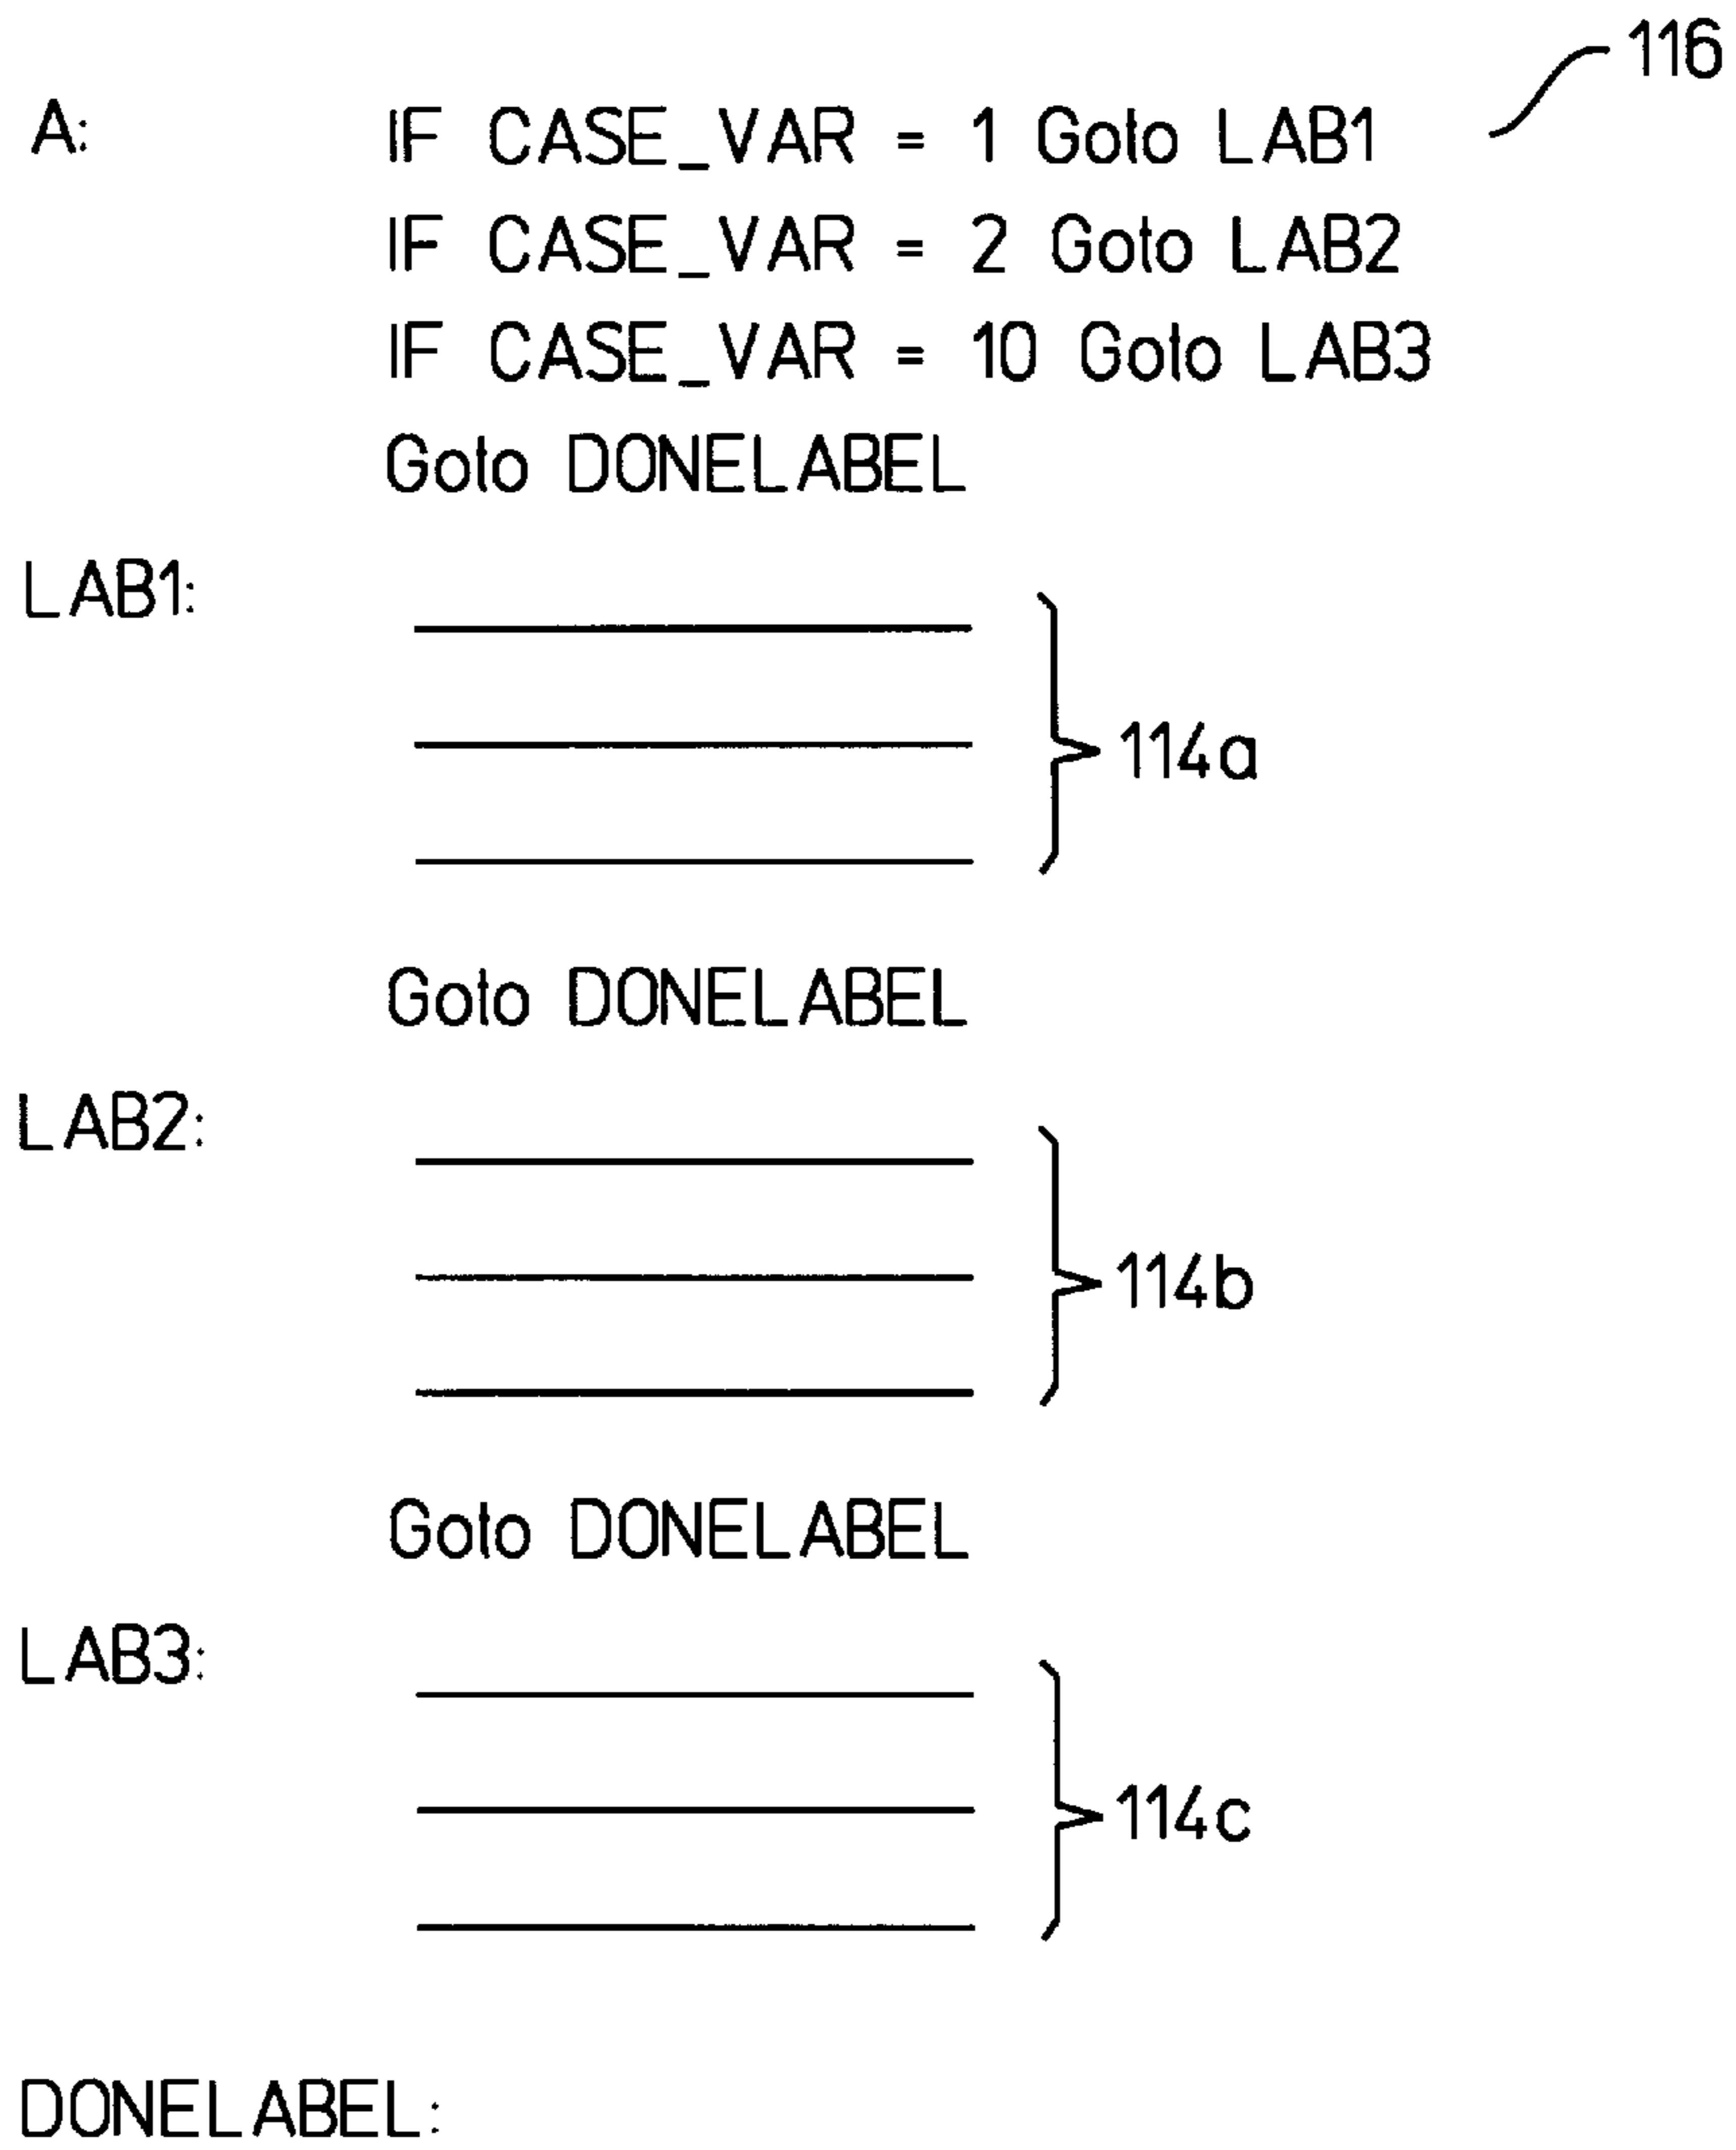 116
A: IF CASE_VAR = 1 Goto LAB1
IF CASE_VAR = 2 Goto LAB2
IF CASE_VAR = 10 Goto LAB3
Goto DONELABEL
LAB1:
114a
Goto DONELABEL
LAB2:
114b
Goto DONELABEL
LAB3:
114c
DONELABEL: